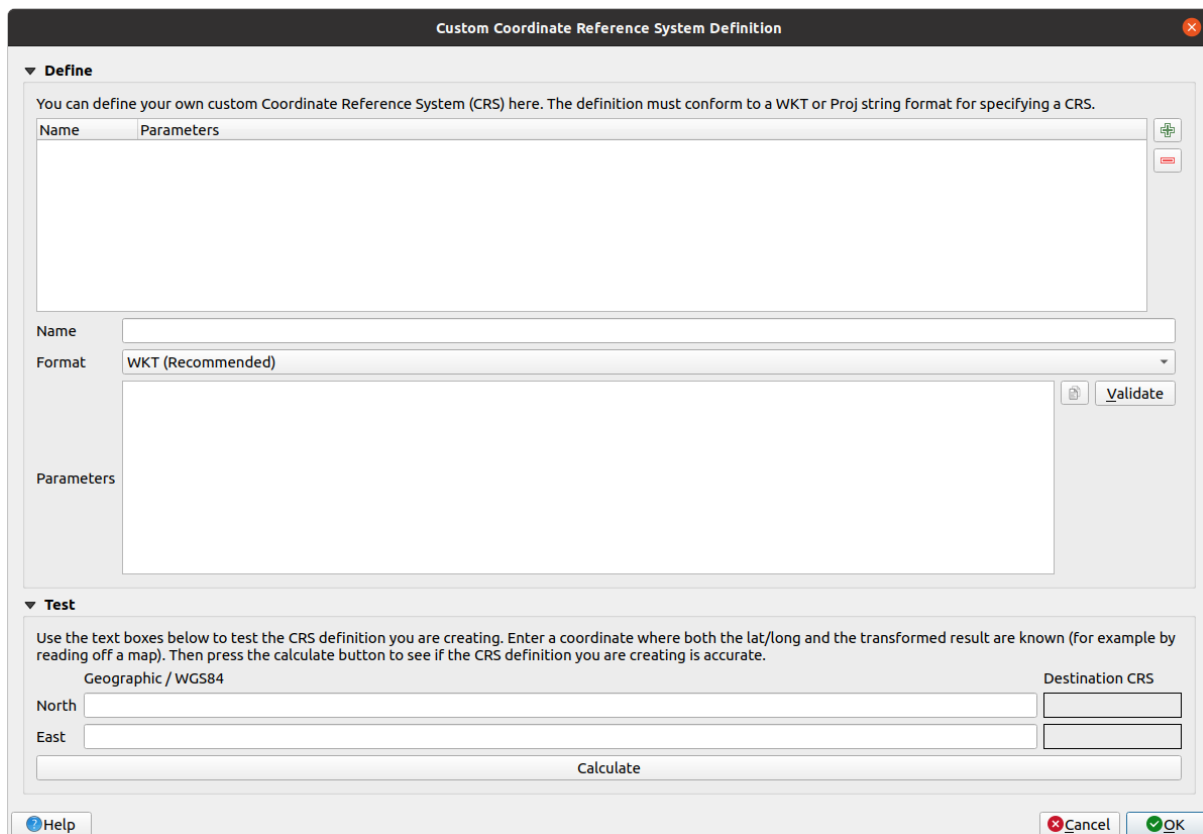 Custom Coordinate Reference System Definition
Define
You can define your own custom Coordinate Reference System (CRS) here. The definition must conform to a WKT or Proj string format for specifying a CRS.
Name Parameters
Name
Format WKT (Recommended)
Validate
Parameters
Test
Use the text boxes below to test the CRS definition you are creating. Enter a coordinate where both the lat/long and the transformed result are known (for example by
reading off a map). Then press the calculate button to see if the CRS definition you are creating is accurate.
Geographic / WGS84 Destination CRS
North
East
Calculate
Help Cancel OK